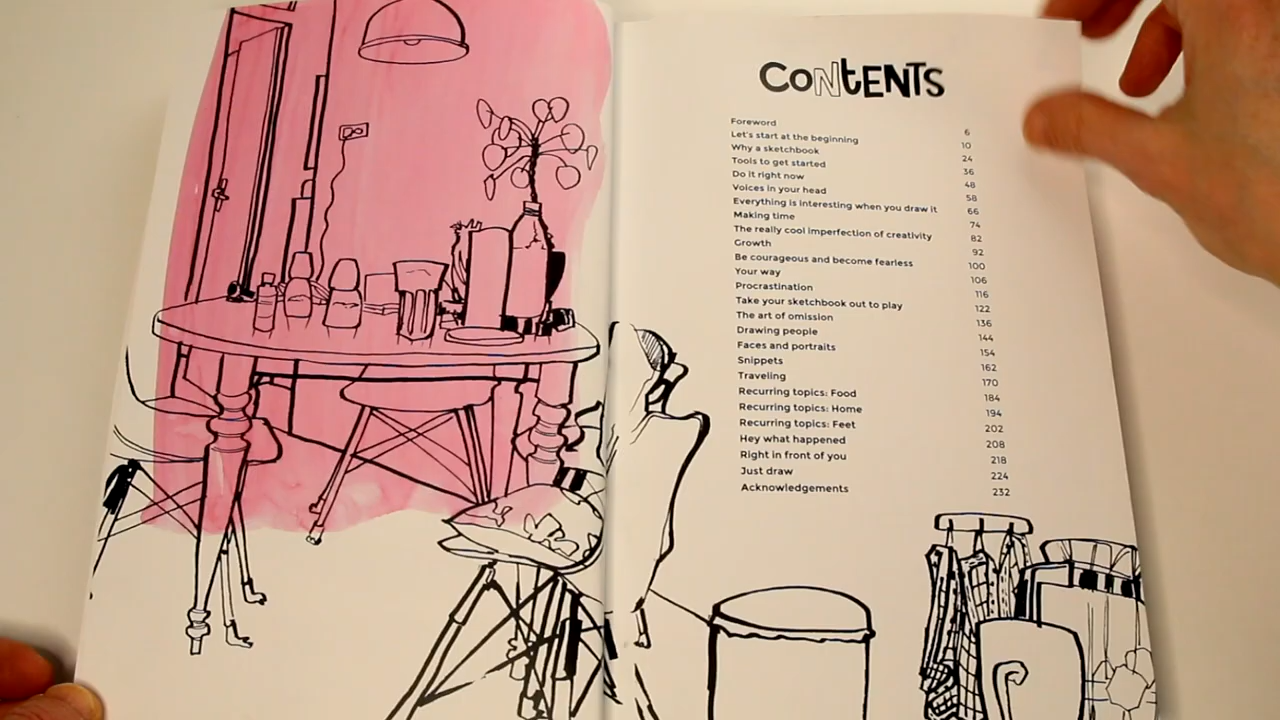 CoNtENTS
Foreword 6
Let's start at the beginning 10
Why a sketchbook 24
Tools to get started 36
Do it right now 48
Voices in your head 58
Everything is interesting when you draw it 66
Making time 74
The really cool imperfection of creativity 82
Growth 92
Be courageous and become fearless 100
Your way 106
Procrastination 116
Take your sketchbook out to play 122
The art of omission 136
Drawing people 144
Faces and portraits 154
Snippets 162
Traveling 170
Recurring topics: Food 184
Recurring topics: Home 194
Recurring topics: Feet 202
Hey what happened 208
Right in front of you 218
Just draw 224
Acknowledgements 232